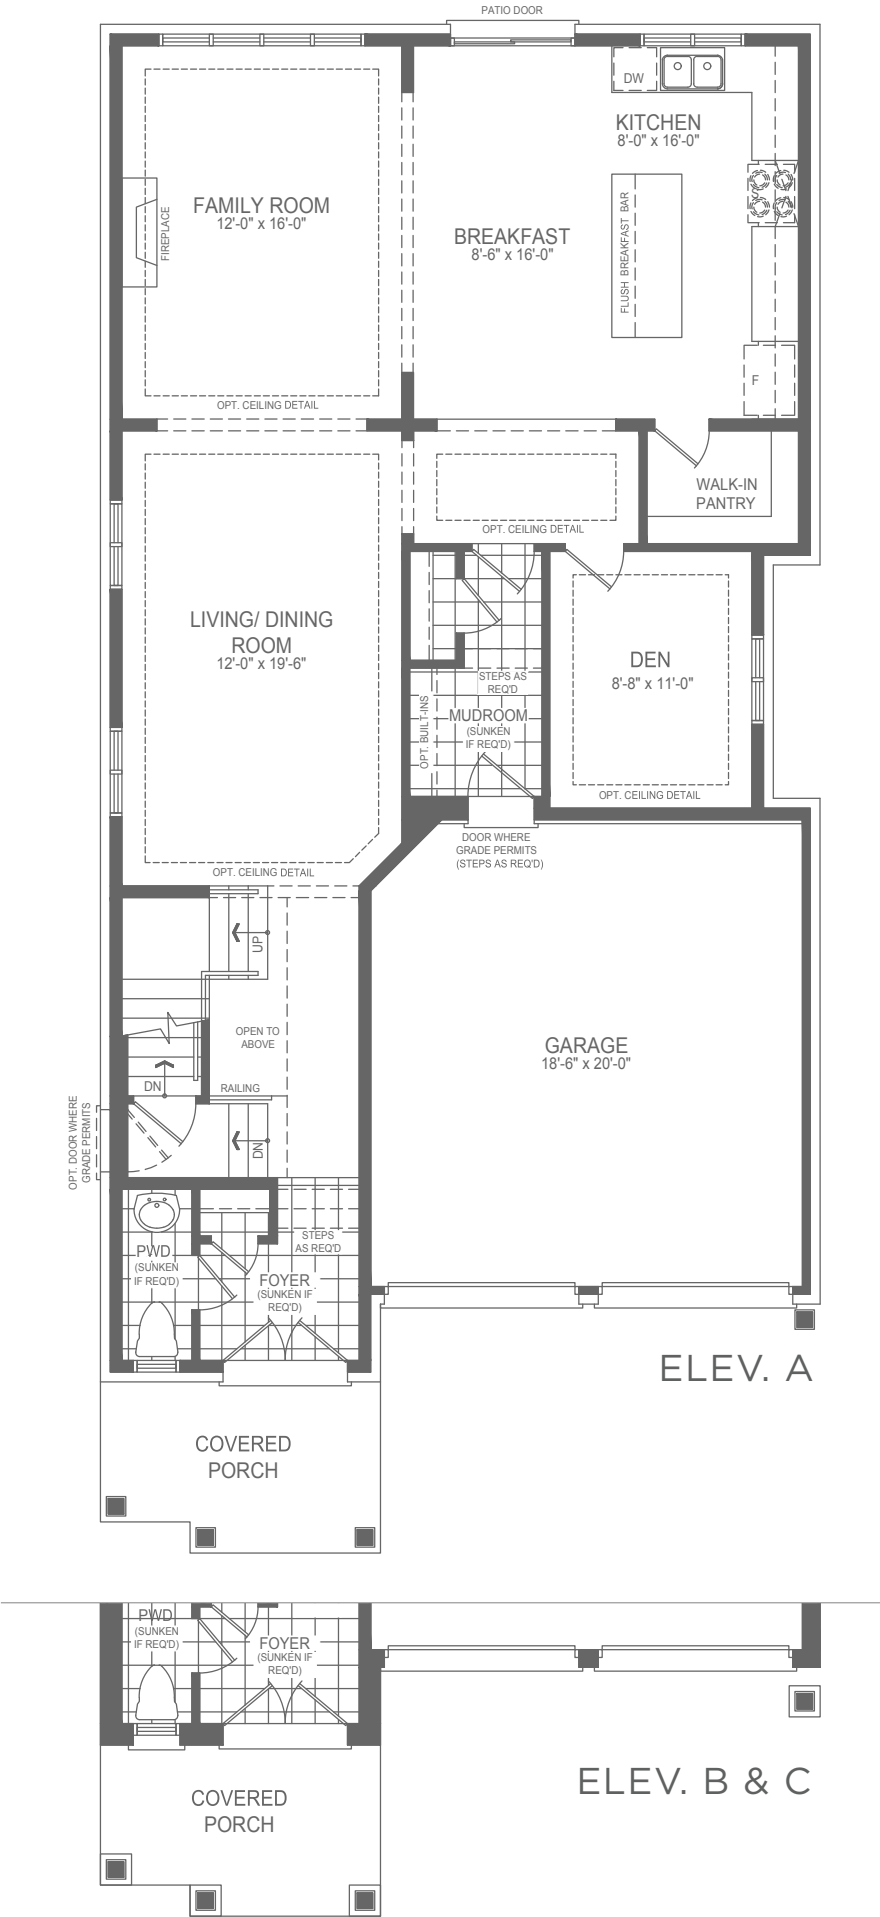 PATIO DOOR
DW
KITCHEN
8'-0" x 16'-0"
FAMILY ROOM
12'-0" x 16'-0"
FIREPLACE
BREAKFAST
8'-6" x 16'-0"
FLUSH BREAKFAST BAR
S
F
OPT. CEILING DETAIL
WALK-IN
PANTRY
OPT. CEILING DETAIL
LIVING/ DINING
ROOM
12'-0" x 19'-6"
DEN
8'-8" x 11'-0"
STEPS AS
REQ'D
OPT. BUILT-INS
MUDROOM
(SUNKEN
IF REQ'D)
OPT. CEILING DETAIL
DOOR WHERE
GRADE PERMITS
(STEPS AS REQ'D)
OPT. CEILING DETAIL
UP
OPEN TO
ABOVE
GARAGE
18'-6" x 20'-0"
DN
RAILING
OPT. DOOR WHERE
GRADE PERMITS
DN
STEPS
AS REQ'D
PWD
(SUNKEN
IF REQ'D)
FOYER
(SUNKEN IF
REQ'D)
ELEV. A
COVERED
PORCH
PWD
(SUNKEN
IF REQ'D)
FOYER
(SUNKEN IF
REQ'D)
ELEV. B & C
COVERED
PORCH